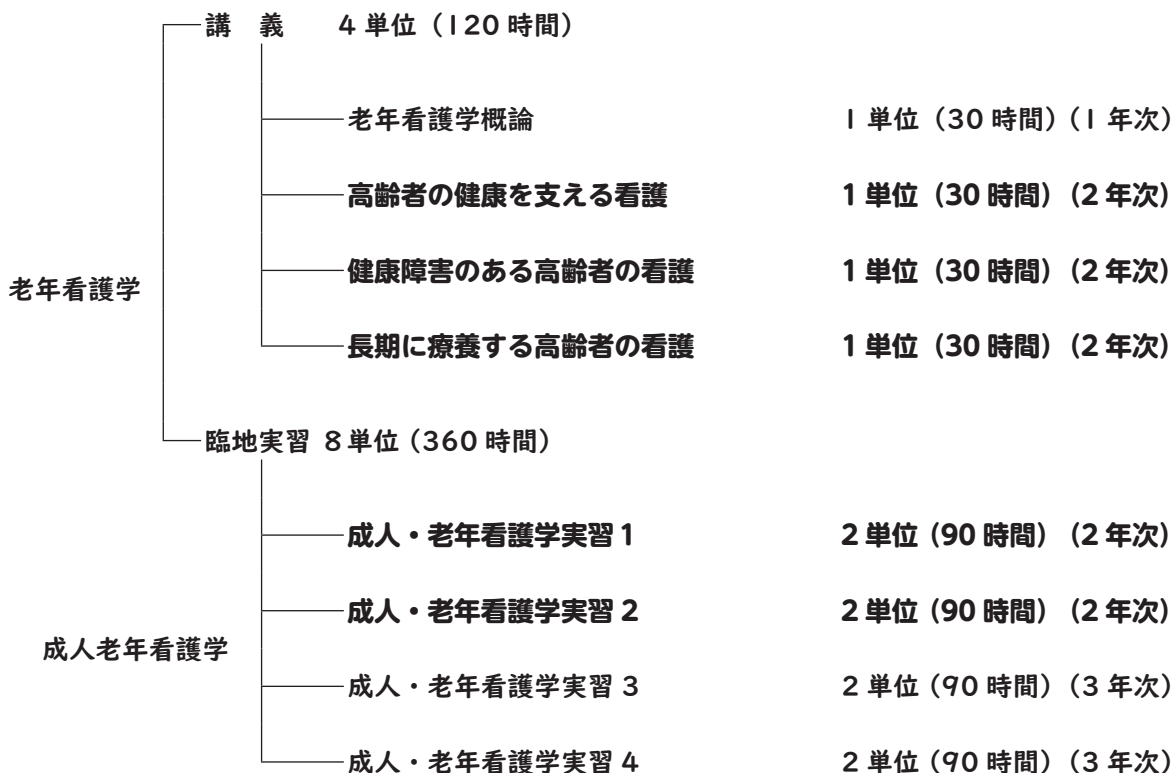 講　義　　4 単位（120 時間）
老年看護学概論　1 単位（30 時間）（1 年次）
高齢者の健康を支える看護　1 単位（30 時間）（2 年次）
健康障害のある高齢者の看護　1 単位（30 時間）（2 年次）
老年看護学
長期に療養する高齢者の看護　1 単位（30 時間）（2 年次）
臨地実習 8 単位（360 時間）
成人・老年看護学実習 1　2 単位（90 時間）（2 年次）
成人・老年看護学実習 2　2 単位（90 時間）（2 年次）
成人老年看護学
成人・老年看護学実習 3　2 単位（90 時間）（3 年次）
成人・老年看護学実習 4　2 単位（90 時間）（3 年次）